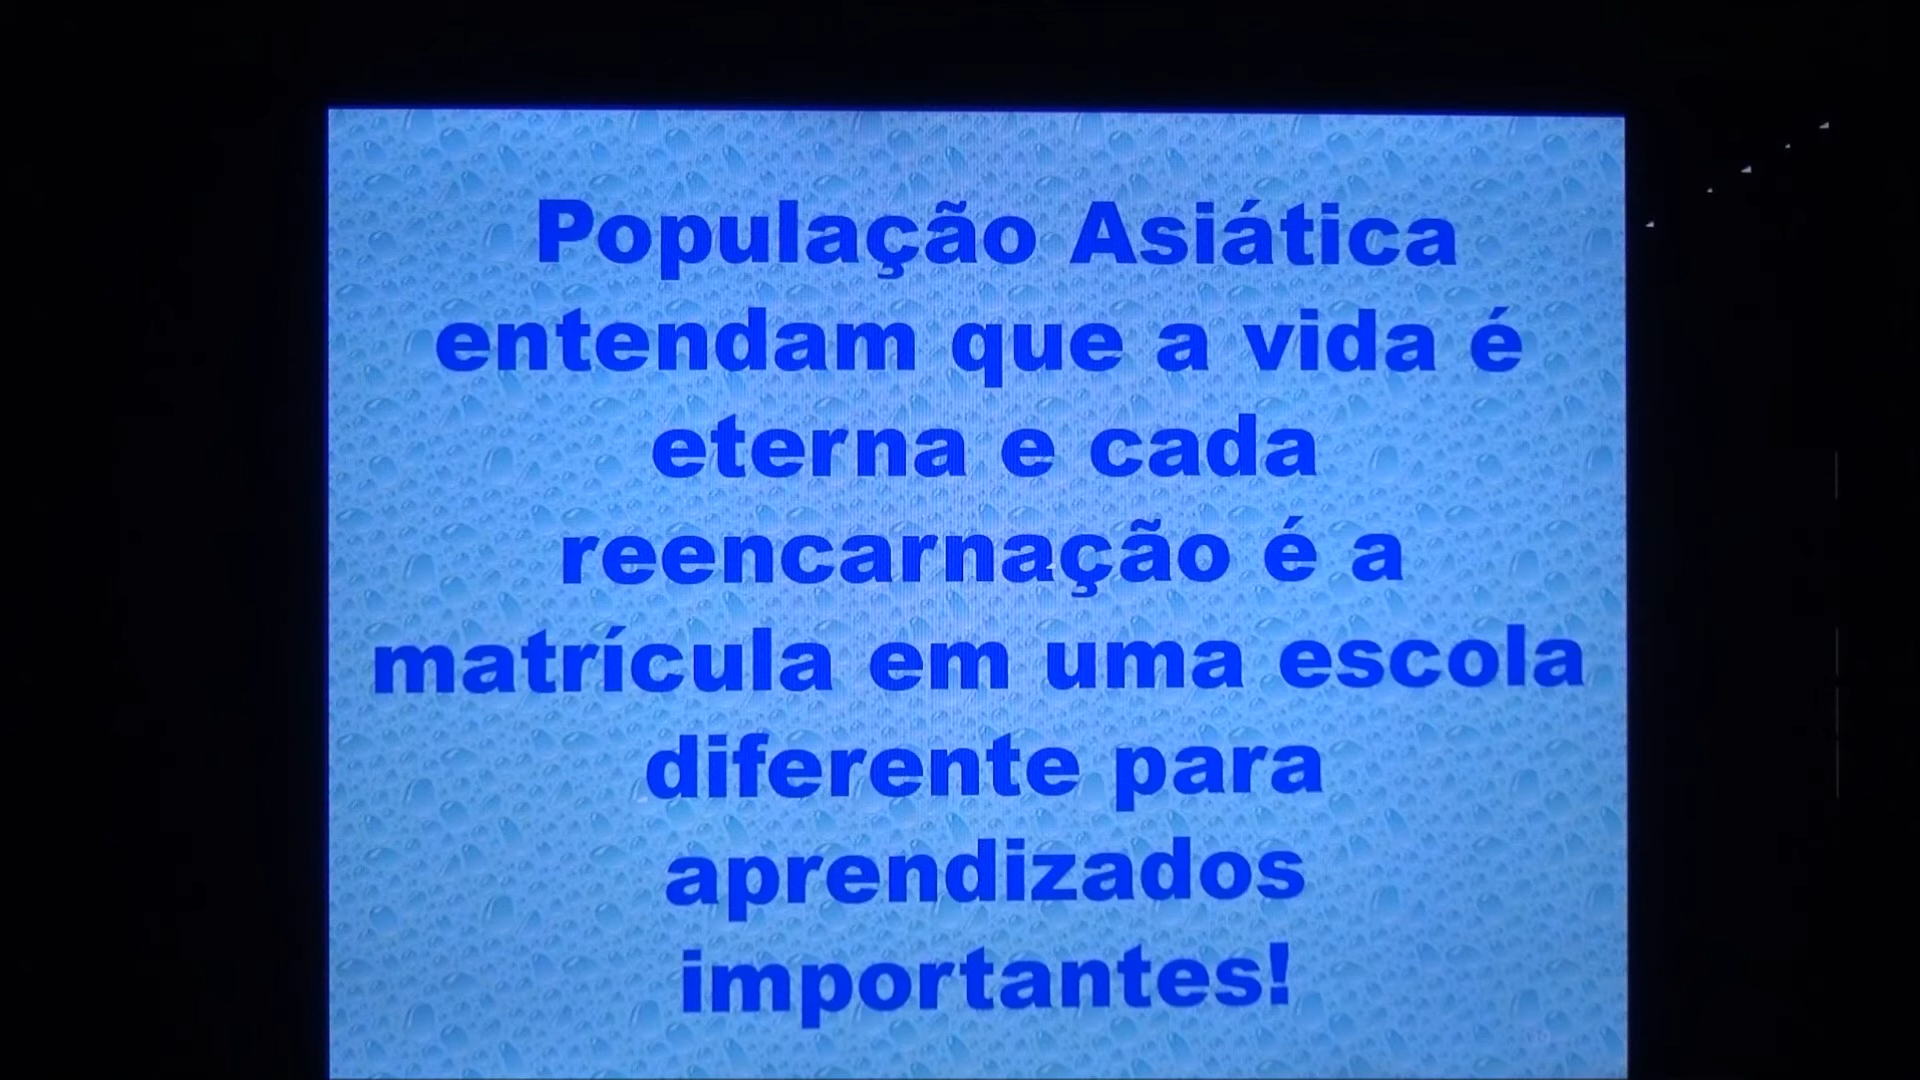 População Asiática
entendam que a vida é
eterna e cada
reencarnação é a
matrícula em uma escola
diferente para
aprendizados
importantes!